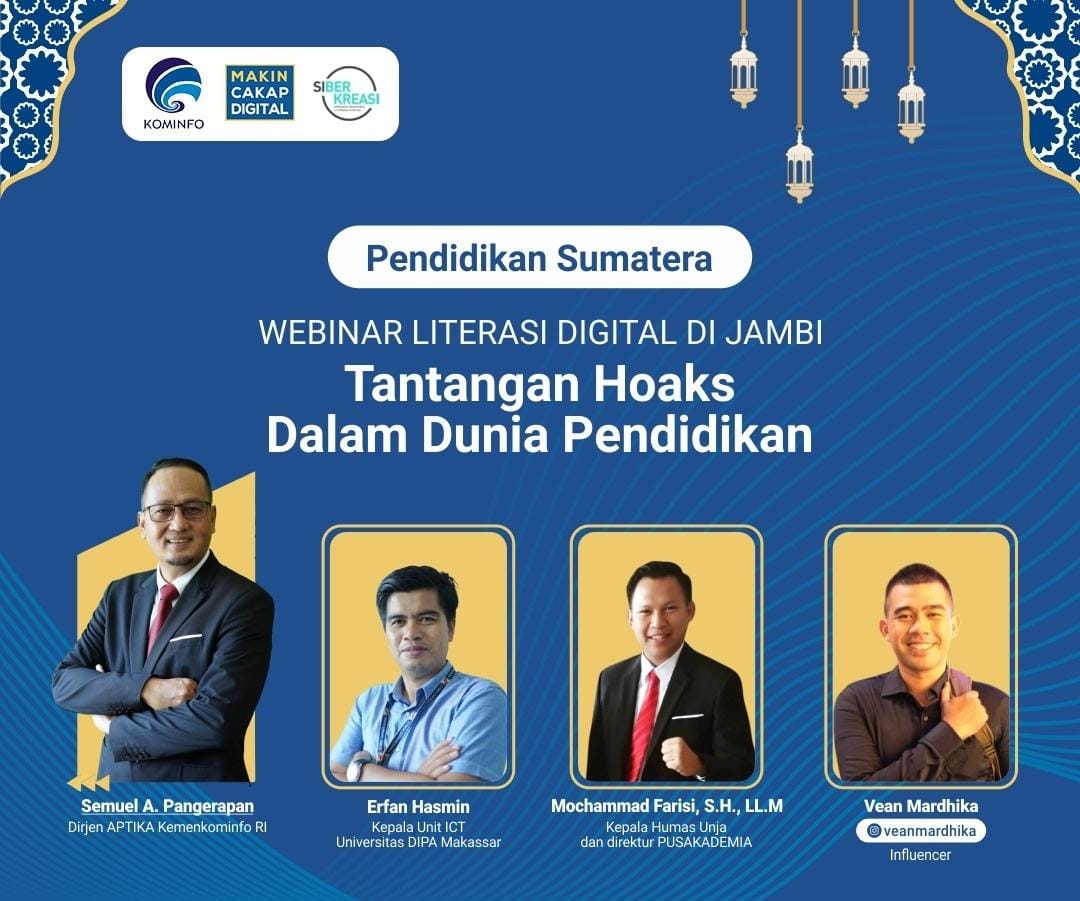 KOMINFO
MAKIN
CAKAP
DIGITAL
SIBER
KREASI
Pendidikan Sumatera
WEBINAR LITERASI DIGITAL DI JAMBI
Tantangan Hoaks
Dalam Dunia Pendidikan
Semuel A. Pangerapan
Dirjen APTIKA Kemenkominfo RI
Erfan Hasmin
Kepala Unit ICT
Universitas DIPA Makassar
Mochammad Farisi, S.H., LL.M
Kepala Humas Unja
dan direktur PUSAKADEMIA
Vean Mardhika
veanmardhika
Influencer